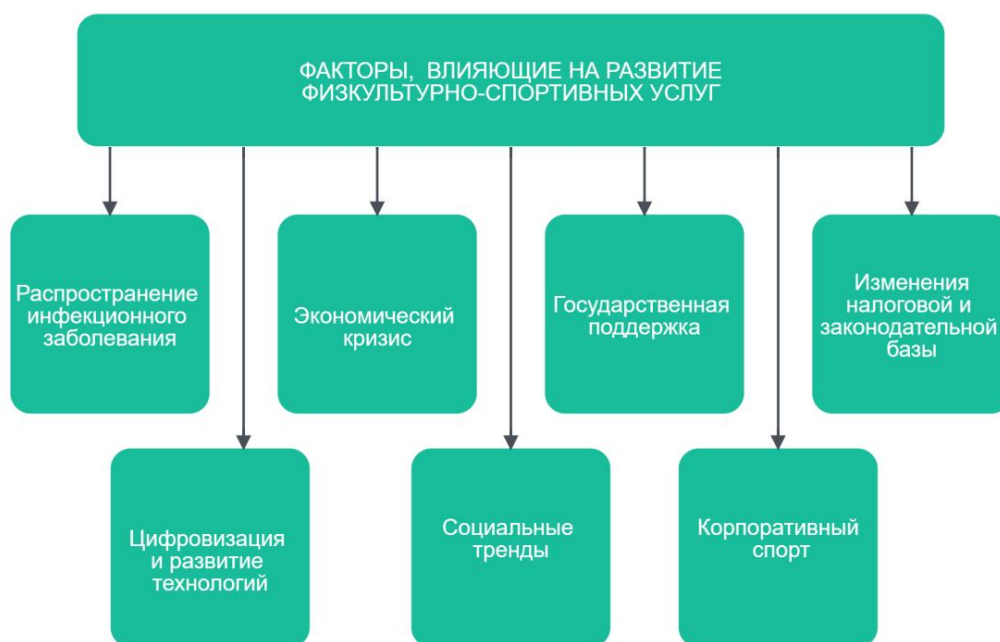 ФАКТОРЫ, ВЛИЯЮЩИЕ НА РАЗВИТИЕ
ФИЗКУЛЬТУРНО-СПОРТИВНЫХ УСЛУГ
Распространение
инфекционного
заболевания
Экономический
кризис
Государственная
поддержка
Изменения
налоговой и
законодательной
базы
Цифровизация
и развитие
технологий
Социальные
тренды
Корпоративный
спорт